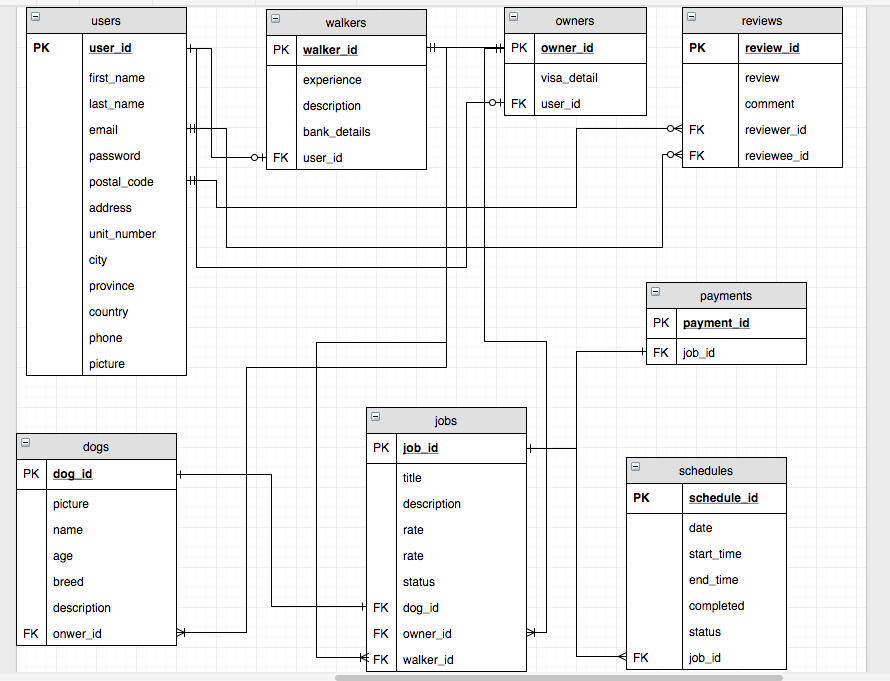 users
PK user_id
first_name
last_name
email
password
postal_code
address
unit_number
city
province
country
phone
picture
walkers
PK walker_id
experience
description
bank_details
FK user_id
owners
PK owner_id
visa_detail
FK user_id
reviews
PK review_id
review
comment
FK reviewer_id
FK reviewee_id
payments
PK payment_id
FK job_id
dogs
PK dog_id
picture
name
age
breed
description
FK onwer_id
jobs
PK job_id
title
description
rate
rate
status
FK dog_id
FK owner_id
FK walker_id
schedules
PK schedule_id
date
start_time
end_time
completed
status
FK job_id